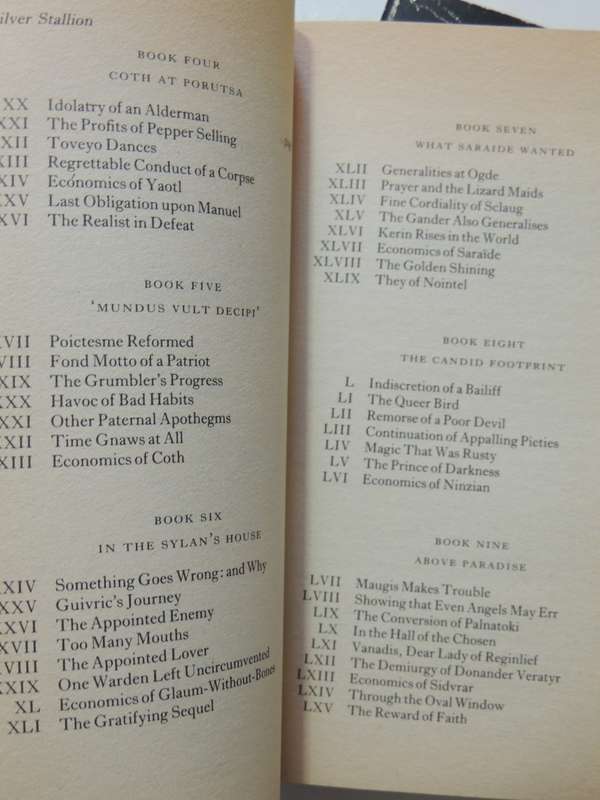 ilver Stallion
BOOK FOUR
COTH AT PORUTSA
XX Idolatry of an Alderman
XXI The Profits of Pepper Selling
XII Toveyo Dances
XIII Regrettable Conduct of a Corpse
XIV Ecónomics of Yaotl
XXV Last Obligation upon Manuel
XVI The Realist in Defeat
BOOK FIVE
'MUNDUS VULT DECIPI'
XVII Poictesme Reformed
VIII Fond Motto of a Patriot
XIX The Grumbler's Progress
XXX Havoc of Bad Habits
XXI Other Paternal Apothegms
XXII Time Gnaws at All
XIII Economics of Coth
BOOK SIX
IN THE SYLAN'S HOUSE
XXIV Something Goes Wrong: and Why
XXV Guivric's Journey
XXVI The Appointed Enemy
XVII Too Many Mouths
XVIII The Appointed Lover
XXIX One Warden Left Uncircumvented
XL Economics of Glaum-Without-Bones
XLI The Gratifying Sequel
BOOK SEVEN
WHAT SARAIDE WANTED
XLII Generalities at Ogde
XLIII Prayer and the Lizard Maids
XLIV Fine Cordiality of Sclaug
XLV The Gander Also Generalises
XLVI Kerin Rises in the World
XLVII Economics of Saraïde
XLVIII The Golden Shining
XLIX They of Nointel
BOOK EIGHT
THE CANDID FOOTPRINT
L Indiscretion of a Bailiff
LI The Queer Bird
LII Remorse of a Poor Devil
LIII Continuation of Appalling Pieties
LIV Magic That was Rusty
LV The Prince of Darkness
LVI Economics of Ninzian
BOOK NINE
ABOVE PARADISE
LVII Maugis Makes Trouble
LVIII Showing that Even Angels May Err
LIX The Conversion of Palnatoki
LX In the Hall of the Chosen
LXI Vanadis, Dear Lady of Reginlief
LXII The Demiurgy of Donander Veratyr
LXIII Economics of Sidvrar
LXIV Through the Oval Window
LXV The Reward of Faith